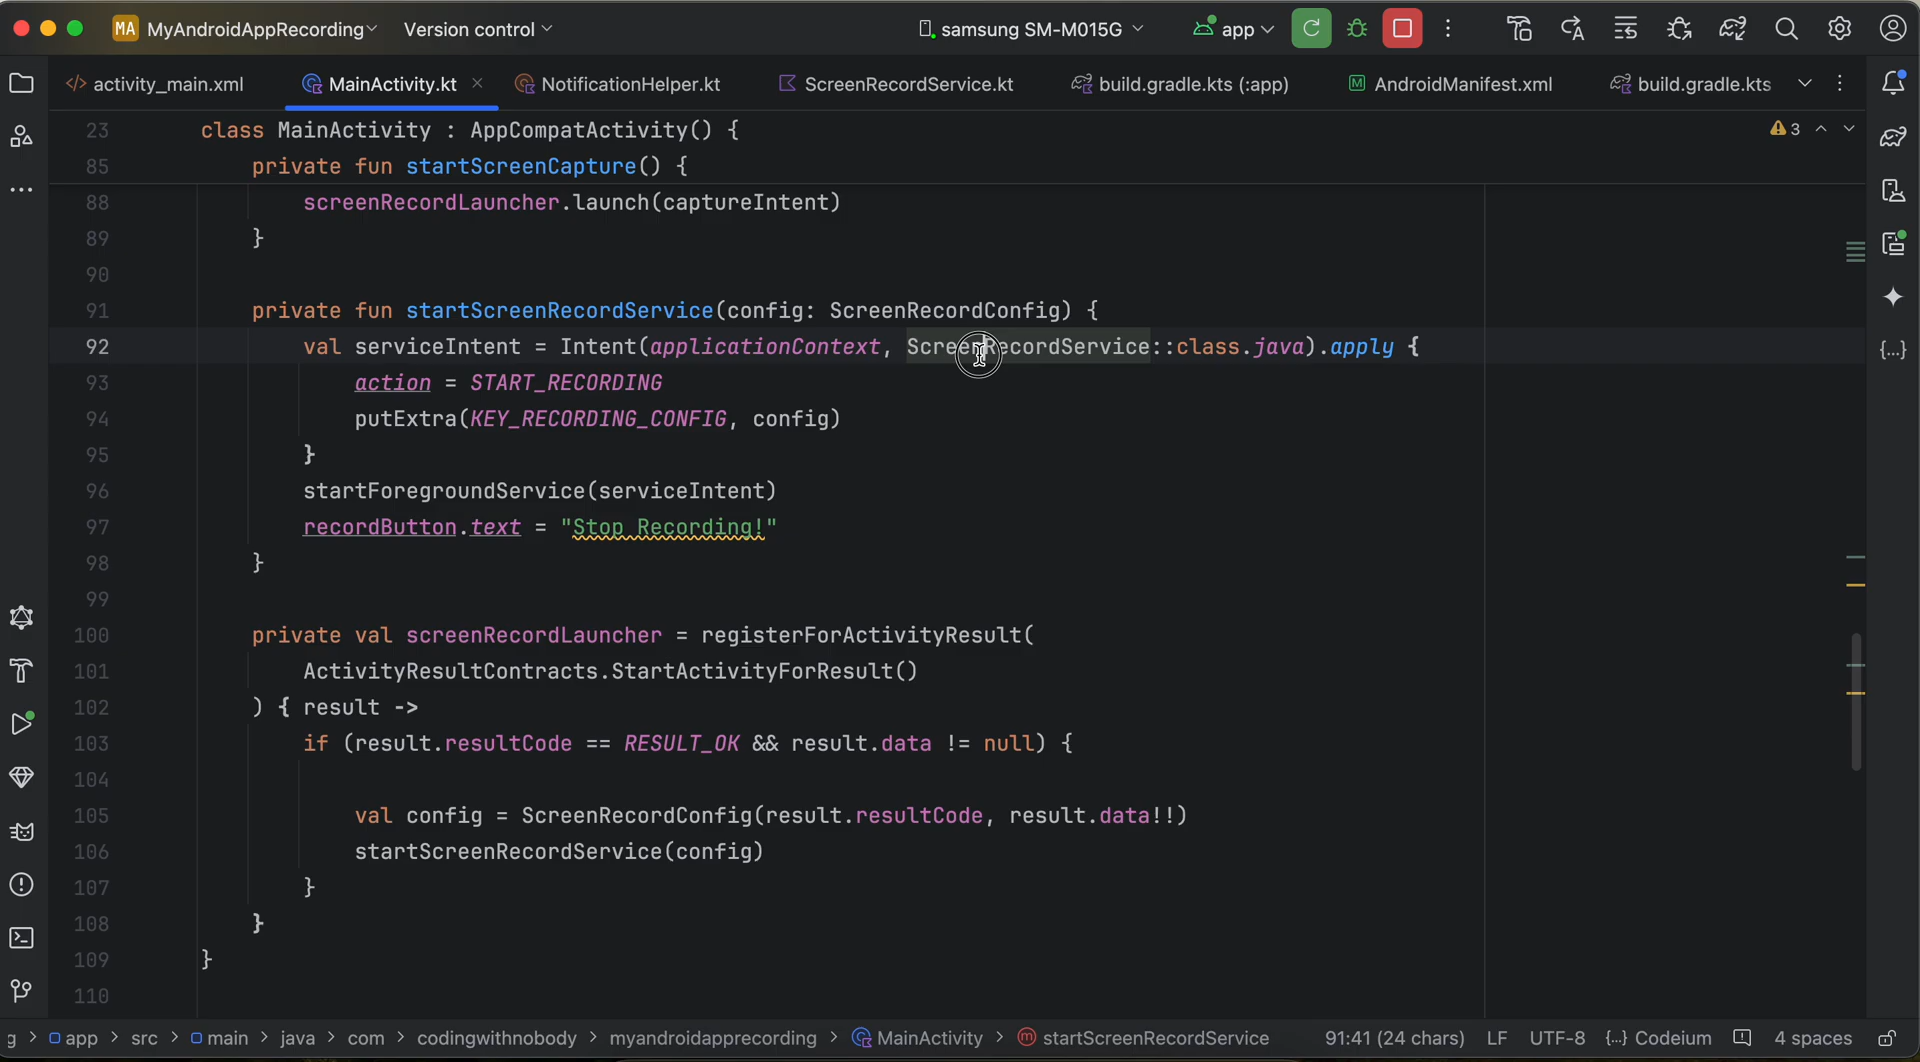 MA MyAndroidAppRecording Version control samsung SM-M015G app
activity_main.xml MainActivity.kt NotificationHelper.kt ScreenRecordService.kt build.gradle.kts (:app) AndroidManifest.xml build.gradle.kts
23 class MainActivity : AppCompatActivity() { 3
85 private fun startScreenCapture() {
88 screenRecordLauncher.launch(captureIntent)
89 }
90
91 private fun startScreenRecordService(config: ScreenRecordConfig) {
92 val serviceIntent = Intent(applicationContext, ScreenRecordService::class.java).apply {
93 action = START_RECORDING
94 putExtra(KEY_RECORDING_CONFIG, config)
95 }
96 startForegroundService(serviceIntent)
97 recordButton.text = "Stop Recording!"
98 }
99
100 private val screenRecordLauncher = registerForActivityResult(
101 ActivityResultContracts.StartActivityForResult()
102 ) { result ->
103 if (result.resultCode == RESULT_OK && result.data != null) {
104
105 val config = ScreenRecordConfig(result.resultCode, result.data!!)
106 startScreenRecordService(config)
107 }
108 }
109 }
110
g > app > src > main > java > com > codingwithnobody > myandroidapprecording > MainActivity > startScreenRecordService 91:41 (24 chars) LF UTF-8 {...} Codeium 4 spaces